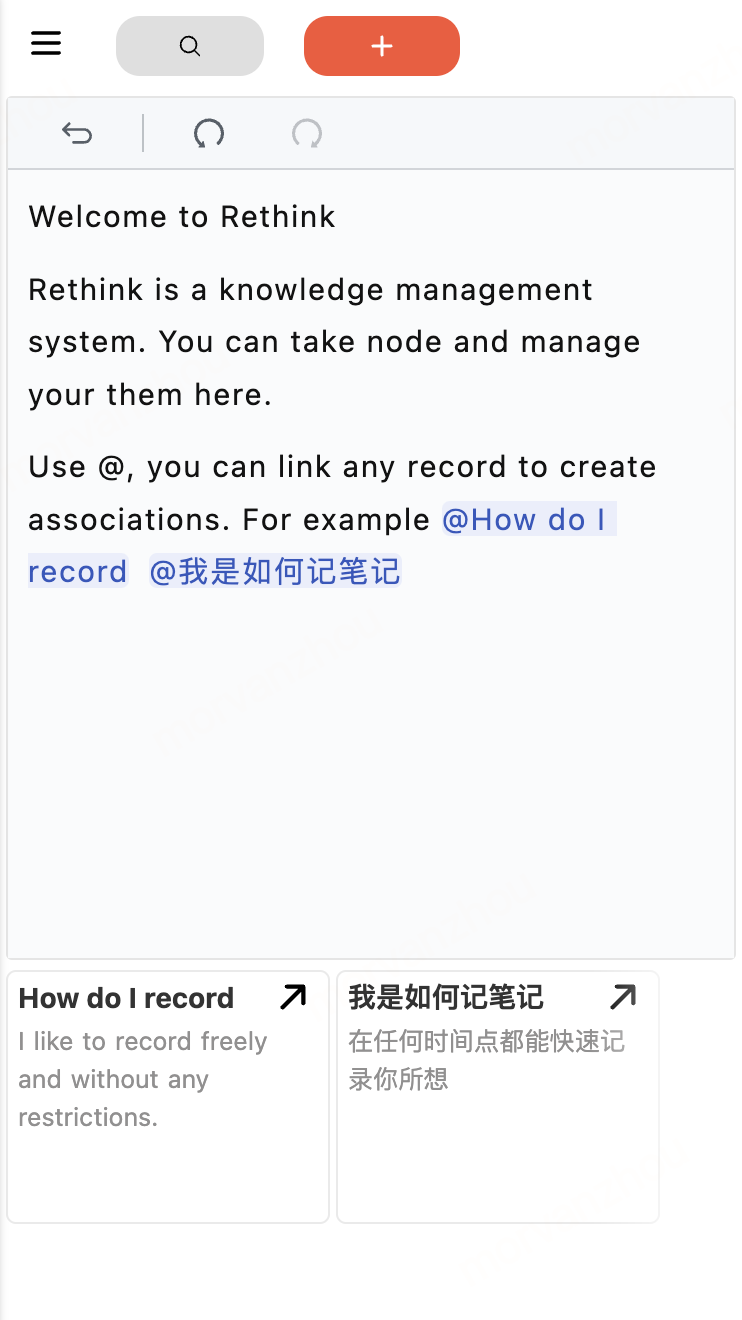 Welcome to Rethink
Rethink is a knowledge management
system. You can take node and manage
your them here.
Use @, you can link any record to create
associations. For example @How do I
record @我是如何记笔记
How do I record
I like to record freely
and without any
restrictions.
我是如何记笔记
在任何时间点都能快速记
录你所想